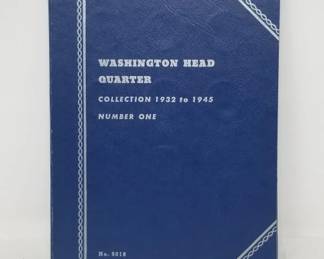 WASHINGTON HEAD
QUARTER
COLLECTION 1932 to 1945
NUMBER ONE
No. 9018